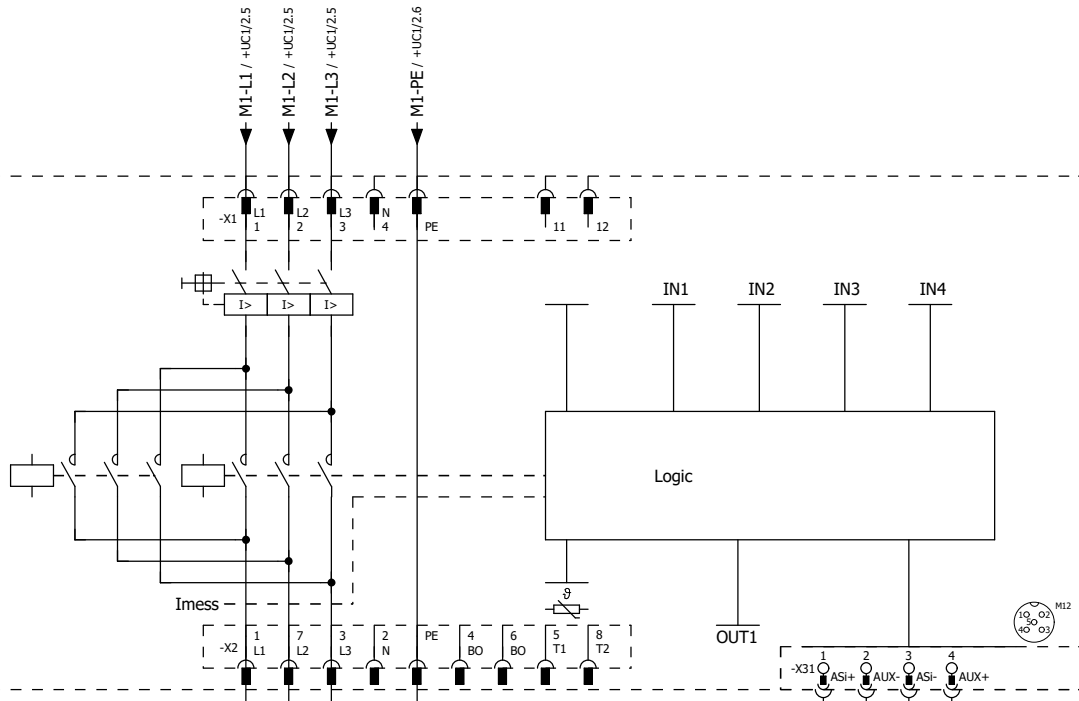 M1-L1 / +UC1/2.5
M1-L2 / +UC1/2.5
M1-L3 / +UC1/2.5
M1-PE / +UC1/2.6
-X1
L1
1
L2
2
L3
3
N
4
PE
11
12
I>
I>
I>
IN1
IN2
IN3
IN4
Logic
Imess
ϑ
OUT1
M12
1
2
5
4
3
-X2
1
L1
7
L2
3
L3
2
N
PE
4
BO
6
BO
5
T1
8
T2
-X31
1
ASi+
2
AUX-
3
ASi-
4
AUX+